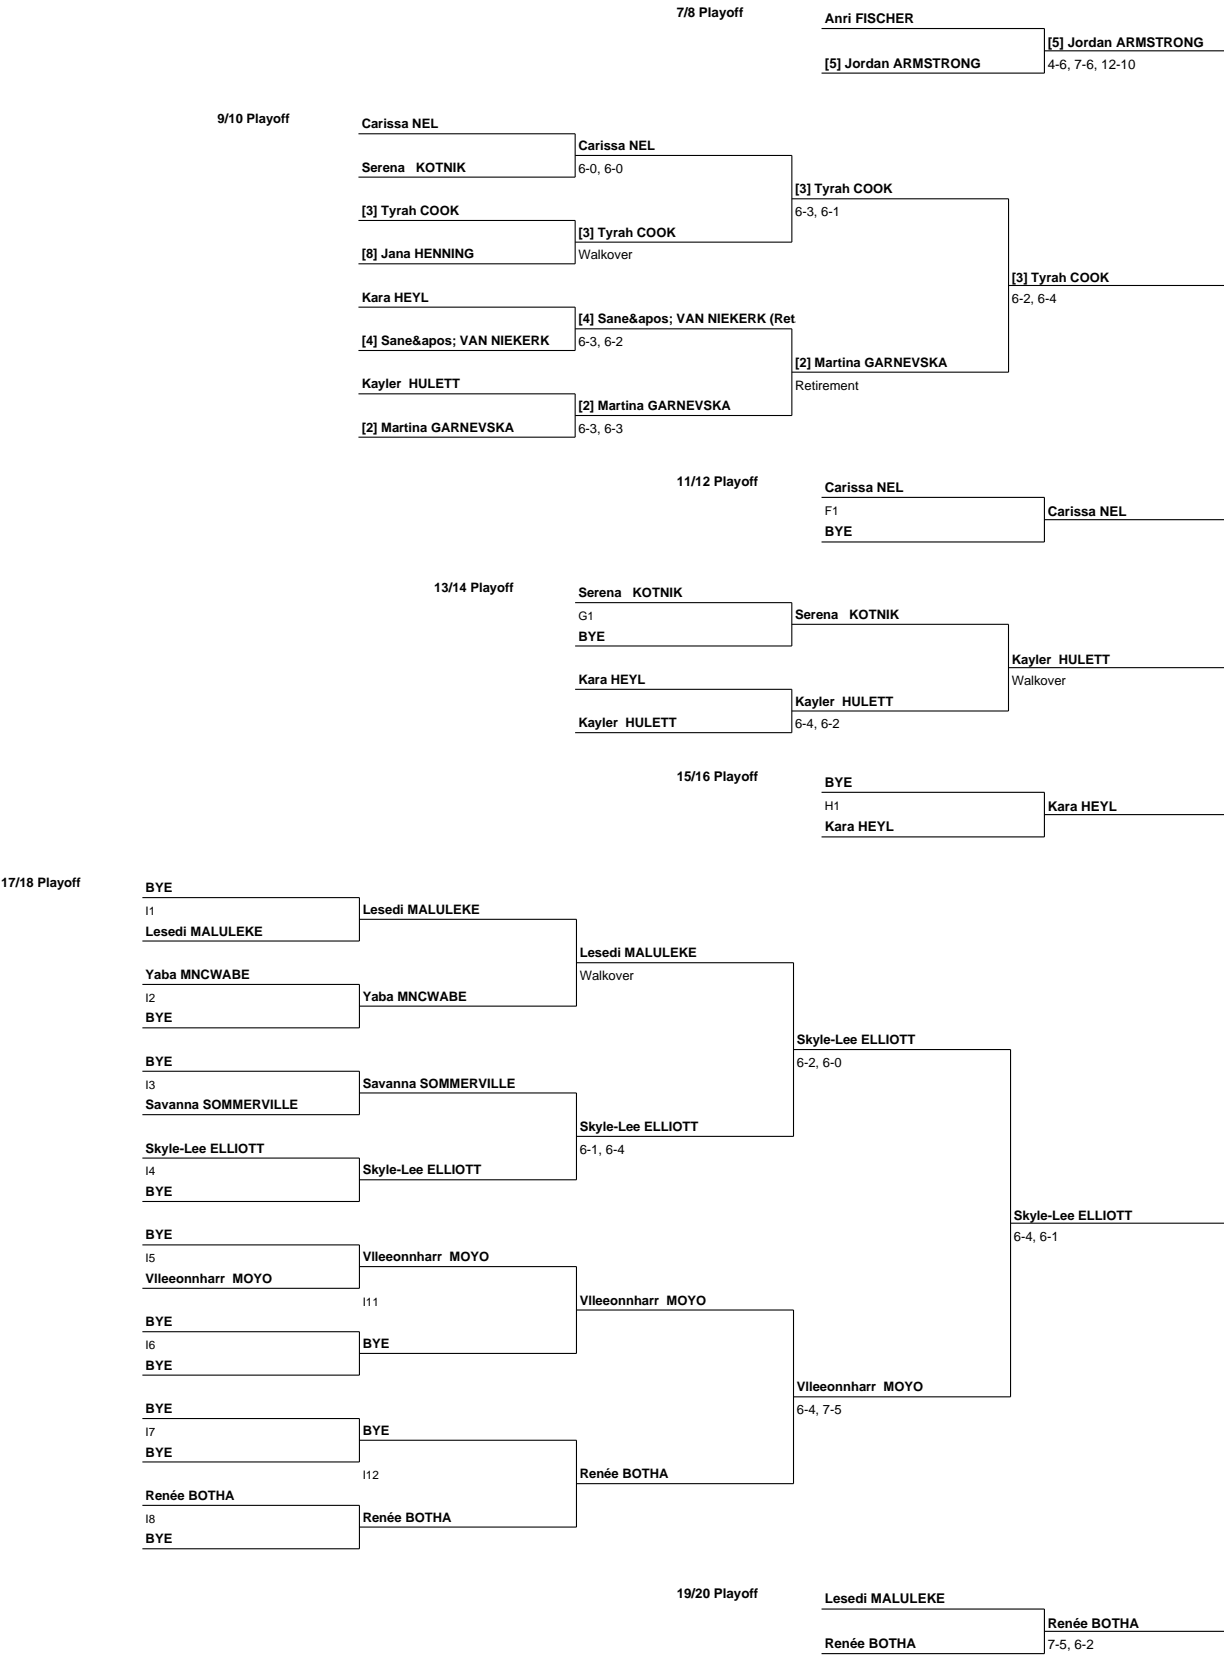 7/8 Playoff
Anri FISCHER
[5] Jordan ARMSTRONG
[5] Jordan ARMSTRONG
4-6, 7-6, 12-10
9/10 Playoff
Carissa NEL
Carissa NEL
Serena KOTNIK
6-0, 6-0
[3] Tyrah COOK
[3] Tyrah COOK
6-3, 6-1
[3] Tyrah COOK
[8] Jana HENNING
Walkover
[3] Tyrah COOK
6-2, 6-4
Kara HEYL
[4] Sane&apos; VAN NIEKERK (Ret
[4] Sane&apos; VAN NIEKERK
6-3, 6-2
[2] Martina GARNEVSKA
Retirement
Kayler HULETT
[2] Martina GARNEVSKA
[2] Martina GARNEVSKA
6-3, 6-3
11/12 Playoff
Carissa NEL
F1
Carissa NEL
BYE
13/14 Playoff
Serena KOTNIK
G1
Serena KOTNIK
BYE
Kayler HULETT
Walkover
Kara HEYL
Kayler HULETT
Kayler HULETT
6-4, 6-2
15/16 Playoff
BYE
H1
Kara HEYL
Kara HEYL
17/18 Playoff
BYE
I1
Lesedi MALULEKE
Lesedi MALULEKE
Lesedi MALULEKE
Walkover
Yaba MNCWABE
I2
Yaba MNCWABE
BYE
Skyle-Lee ELLIOTT
6-2, 6-0
BYE
I3
Savanna SOMMERVILLE
Savanna SOMMERVILLE
Skyle-Lee ELLIOTT
6-1, 6-4
Skyle-Lee ELLIOTT
I4
Skyle-Lee ELLIOTT
BYE
Skyle-Lee ELLIOTT
6-4, 6-1
BYE
I5
Vlleeonnharr MOYO
Vlleeonnharr MOYO
I11
Vlleeonnharr MOYO
BYE
I6
BYE
BYE
Vlleeonnharr MOYO
6-4, 7-5
BYE
I7
BYE
BYE
I12
Renée BOTHA
Renée BOTHA
I8
Renée BOTHA
BYE
19/20 Playoff
Lesedi MALULEKE
Renée BOTHA
Renée BOTHA
7-5, 6-2